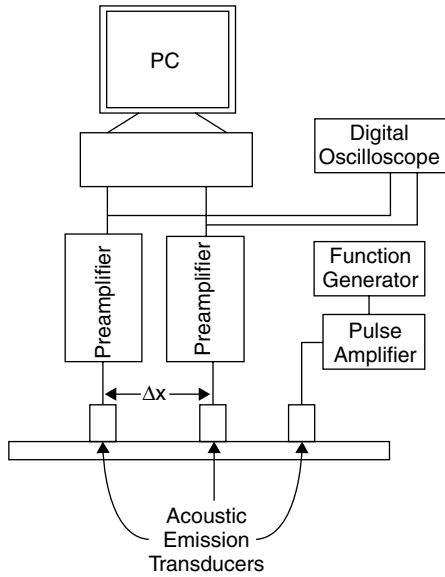 PC
Digital
Oscilloscope
Preamplifier
Preamplifier
Function
Generator
Pulse
Amplifier
Δx
Acoustic
Emission
Transducers